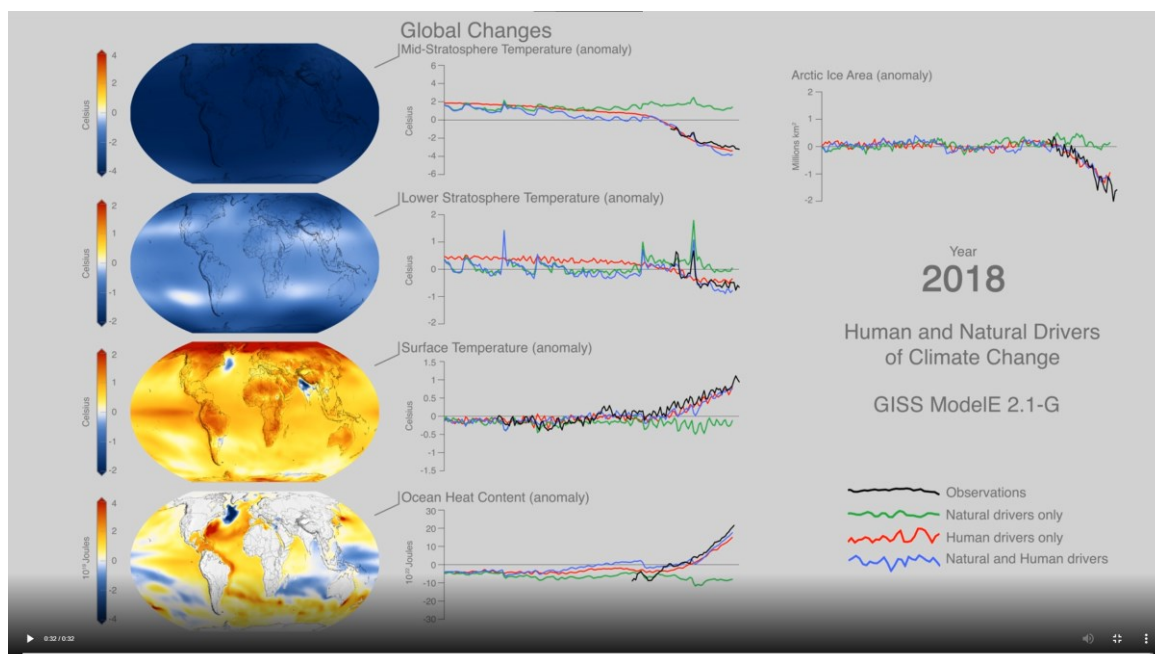 Global Changes
Mid-Stratosphere Temperature (anomaly)
4
2
0
-2
-4
Celsius
6
4
2
0
-2
-4
-6
Celsius
Arctic Ice Area (anomaly)
2
1
0
-1
-2
Millions km²
Lower Stratosphere Temperature (anomaly)
2
1
0
-1
-2
Celsius
2
1
0
-1
-2
Celsius
Year
2018
Human and Natural Drivers
of Climate Change
GISS ModelE 2.1-G
Surface Temperature (anomaly)
2
1
0
-1
-2
Celsius
1.5
1
0.5
0
-0.5
-1
-1.5
Celsius
Ocean Heat Content (anomaly)
4
2
0
-2
-4
30
20
10
0
-10
-20
-30
Observations
Natural drivers only
Human drivers only
Natural and Human drivers
0:32 / 0:32